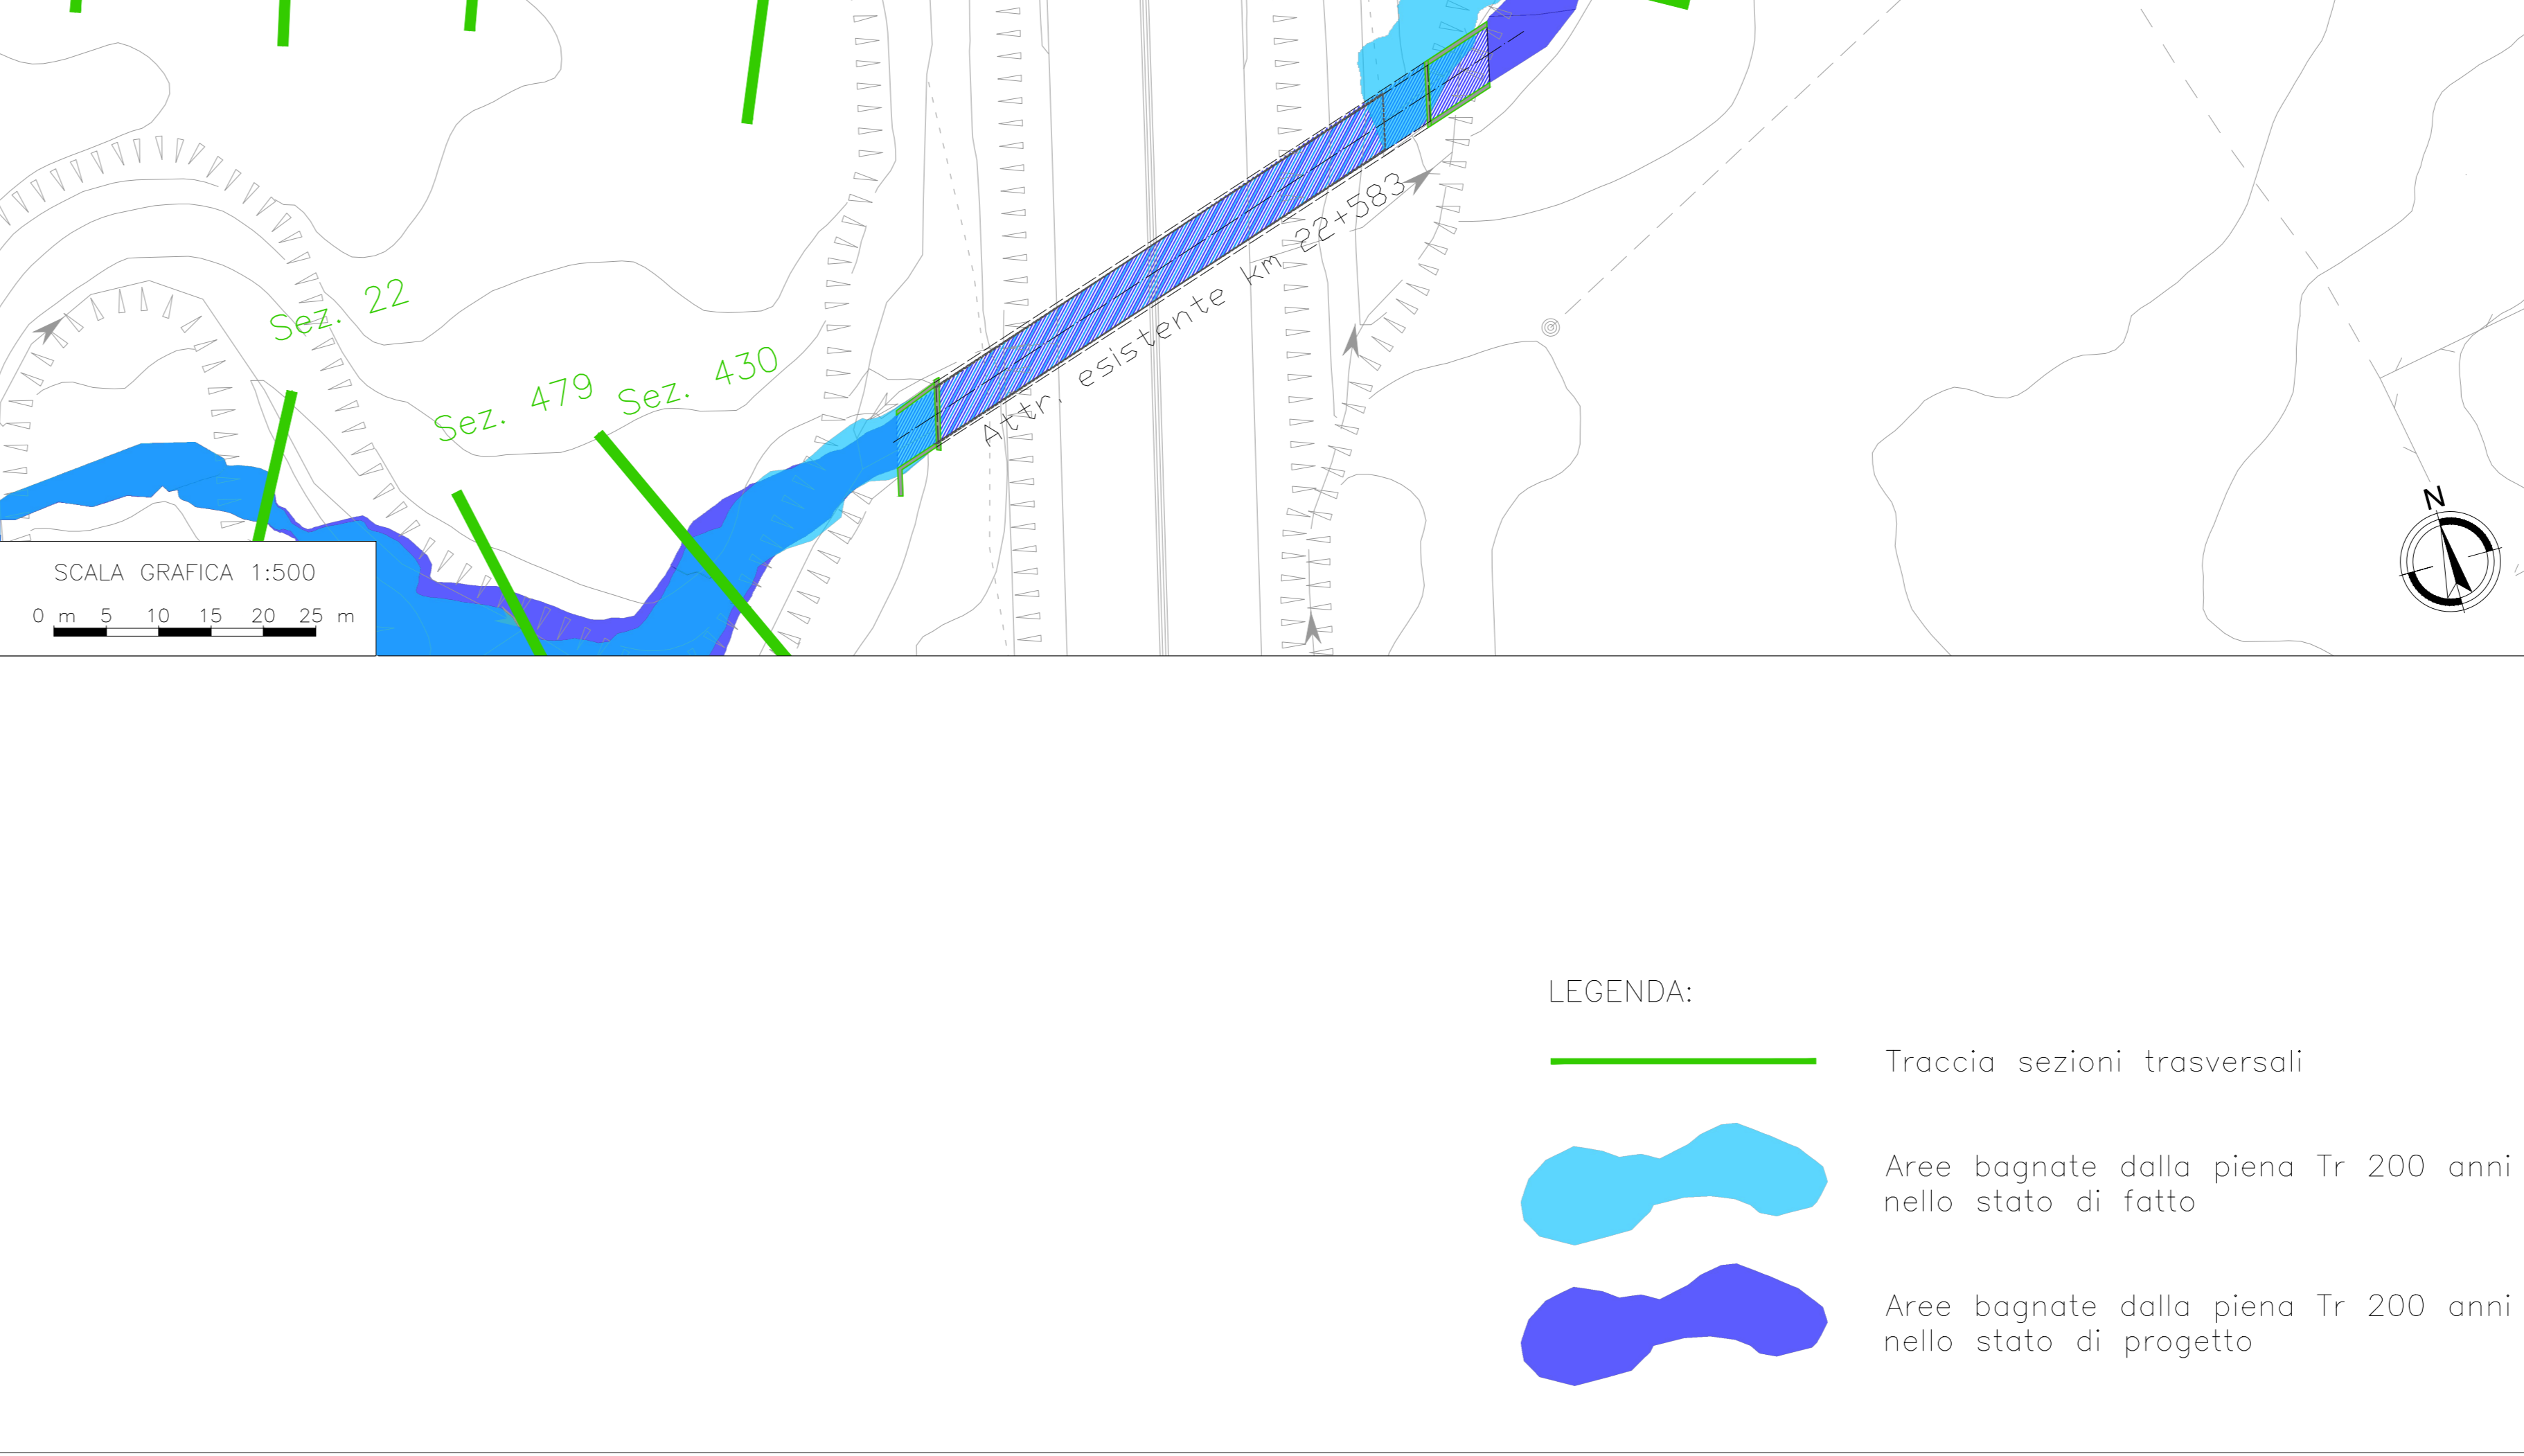 Sez. 22
Sez. 479
Sez. 430
Attr. esistente km 22+583
N
SCALA GRAFICA 1:500
0 m 5 10 15 20 25 m
LEGENDA:
Traccia sezioni trasversali
Aree bagnate dalla piena Tr 200 anni
nello stato di fatto
Aree bagnate dalla piena Tr 200 anni
nello stato di progetto